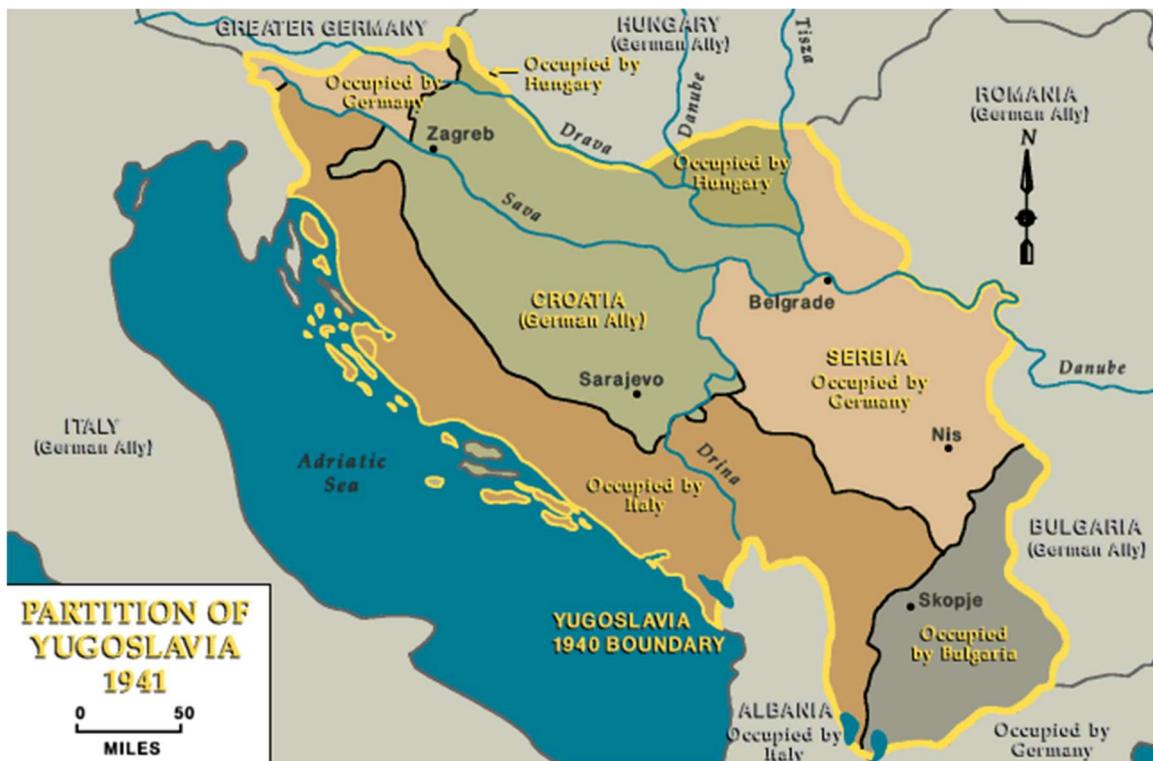 GREATER GERMANY
HUNGARY
(German Ally)
Tisza
Occupied by
Hungary
Occupied by
Germany
Danube
ROMANIA
(German Ally)
N
Zagreb
Drava
Occupied by
Hungary
Sava
Belgrade
CROATIA
(German Ally)
SERBIA
Occupied by
Germany
Danube
Sarajevo
ITALY
(German Ally)
Nis
Adriatic
Sea
Drina
Occupied by
Italy
BULGARIA
(German Ally)
PARTITION OF
YUGOSLAVIA
1941
0 50
MILES
YUGOSLAVIA
1940 BOUNDARY
Skopje
Occupied
by Bulgaria
ALBANIA
Occupied by
Italy
Occupied by
Germany